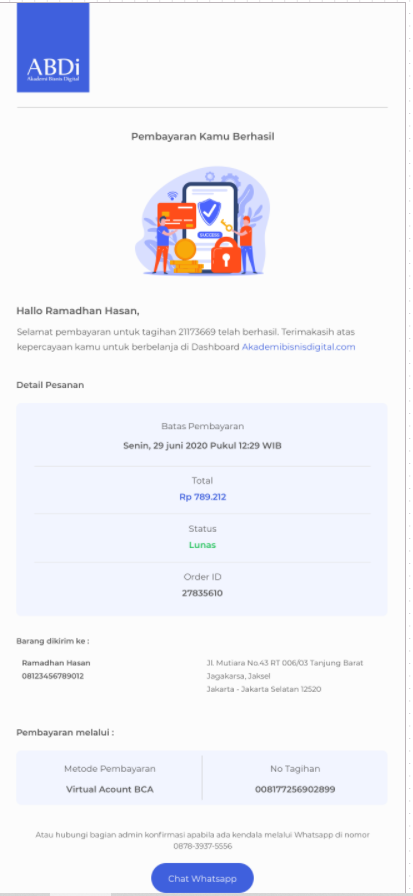 ABDi
Akademi Bisnis Digital
Pembayaran Kamu Berhasil
SUCCESS
Hallo Ramadhan Hasan,
Selamat pembayaran untuk tagihan 21173669 telah berhasil. Terimakasih atas
kepercayaan kamu untuk berbelanja di Dashboard Akademibisnisdigital.com
Detail Pesanan
Batas Pembayaran
Senin, 29 juni 2020 Pukul 12:29 WIB
Total
Rp 789.212
Status
Lunas
Order ID
27835610
Barang dikirim ke :
Ramadhan Hasan
08123456789012
Jl. Mutiara No.43 RT 006/03 Tanjung Barat
Jagakarsa, Jaksel
Jakarta - Jakarta Selatan 12520
Pembayaran melalui :
Metode Pembayaran
Virtual Acount BCA
No Tagihan
008177256902899
Atau hubungi bagian admin konfirmasi apabila ada kendala melalui Whatsapp di nomor
0878-3937-5556
Chat Whatsapp